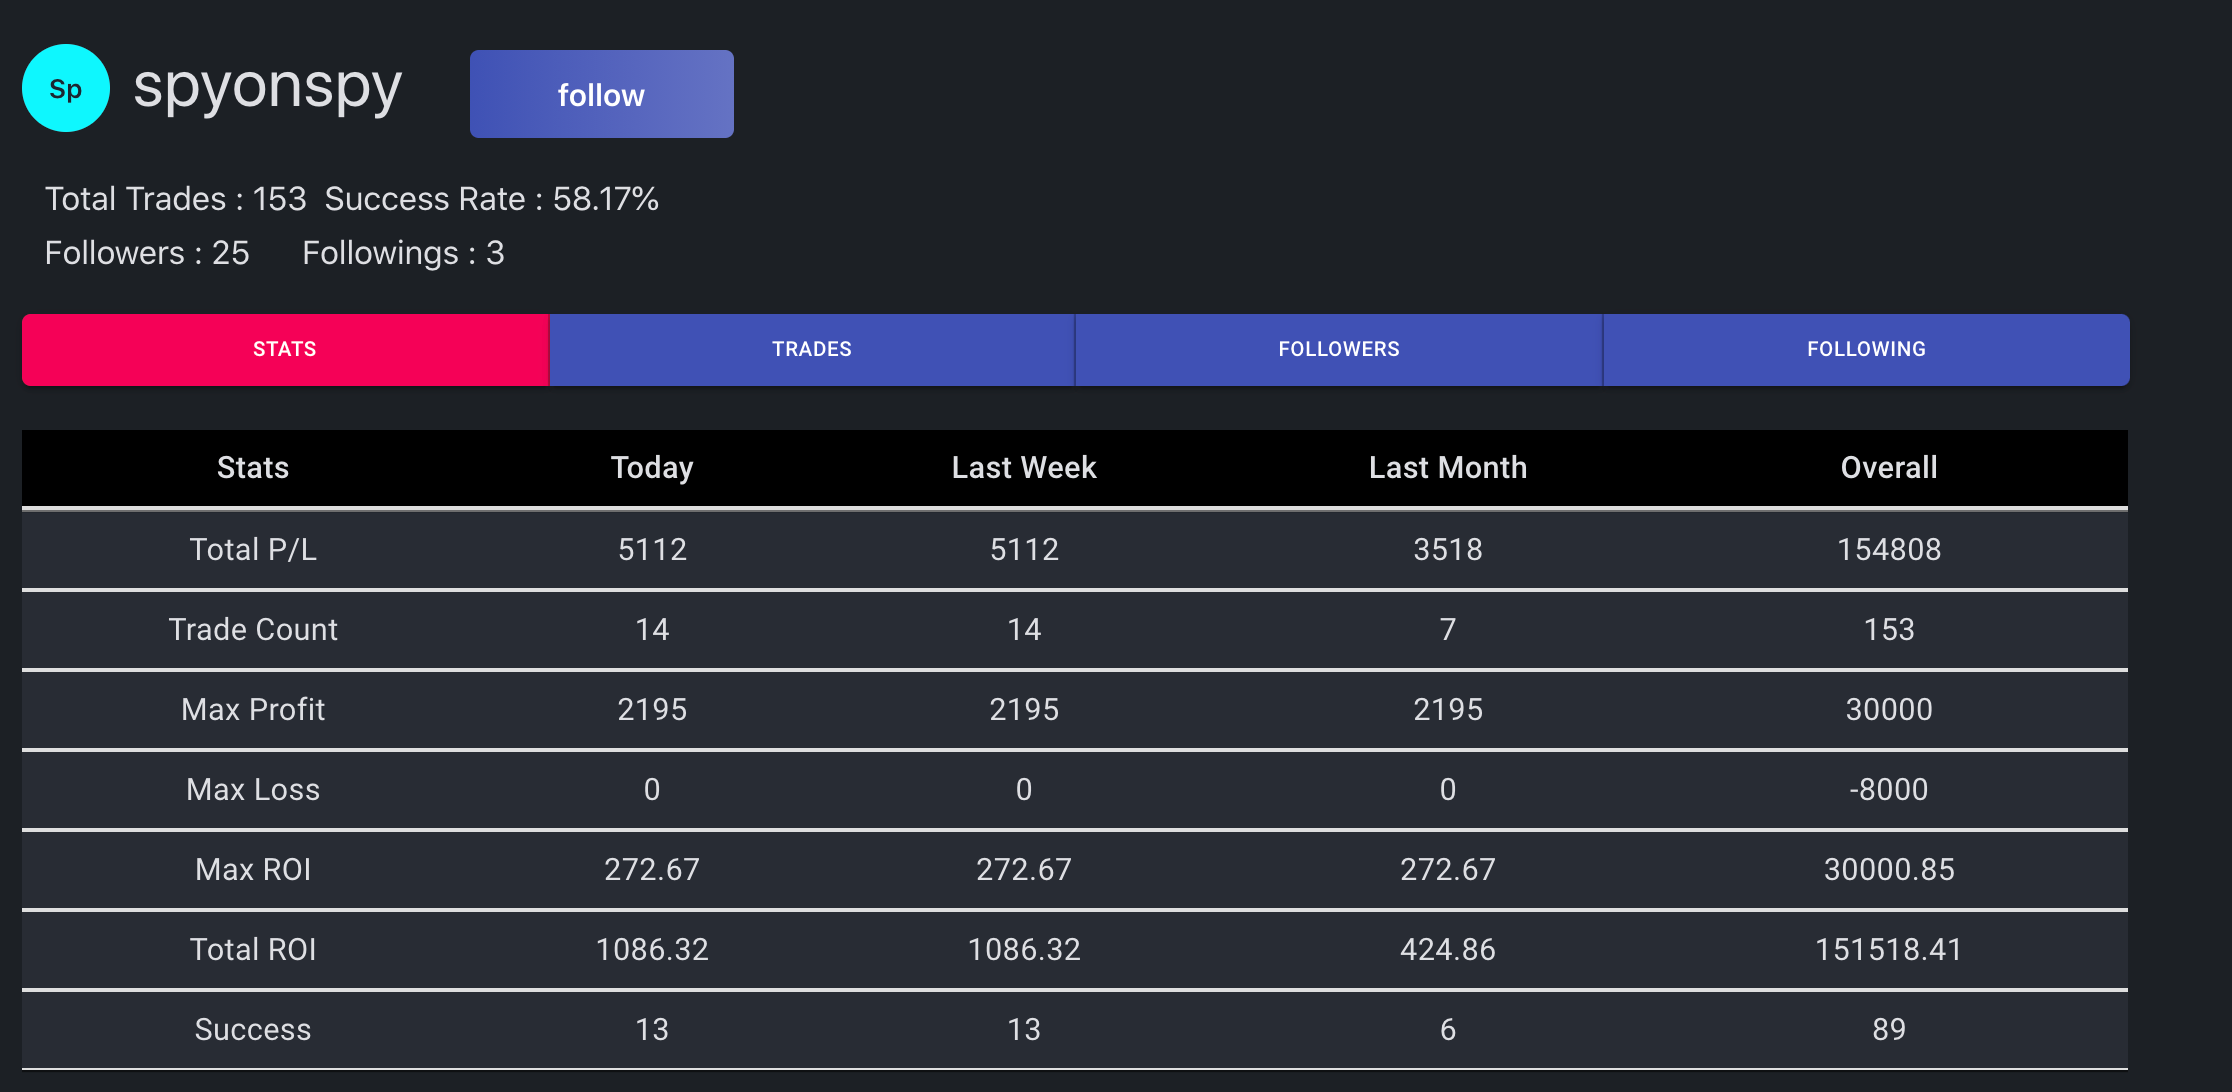 Sp spyonspy follow
Total Trades : 153 Success Rate : 58.17%
Followers : 25 Followings : 3
STATS TRADES FOLLOWERS FOLLOWING
Stats Today Last Week Last Month Overall
Total P/L 5112 5112 3518 154808
Trade Count 14 14 7 153
Max Profit 2195 2195 2195 30000
Max Loss 0 0 0 -8000
Max ROI 272.67 272.67 272.67 30000.85
Total ROI 1086.32 1086.32 424.86 151518.41
Success 13 13 6 89